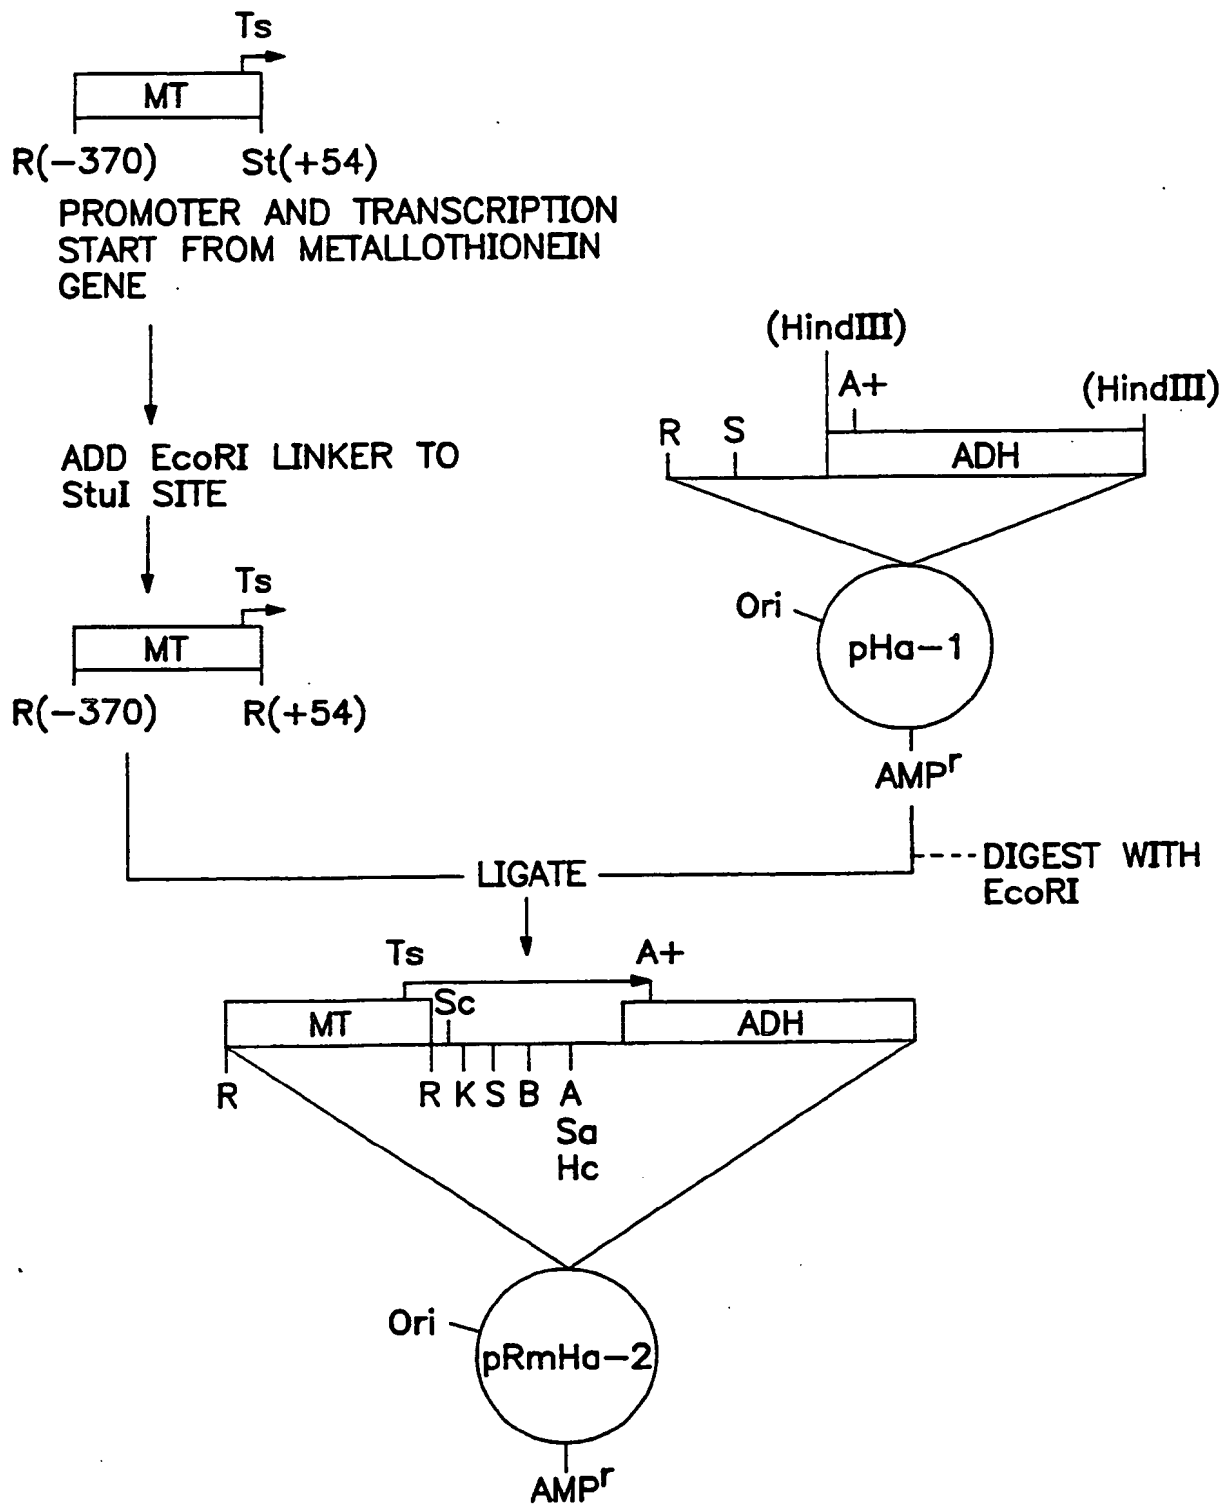 Ts
MT
R(−370) St(+54)
PROMOTER AND TRANSCRIPTION
START FROM METALLOTHIONEIN
GENE
ADD EcoRI LINKER TO
StuI SITE
Ts
MT
R(−370) R(+54)
(HindIII)
A+
(HindIII)
R S
ADH
Ori
pHa−1
AMPr
DIGEST WITH
EcoRI
LIGATE
Ts A+
Sc
MT ADH
R R K S B A
Sa
Hc
Ori
pRmHa−2
AMPr